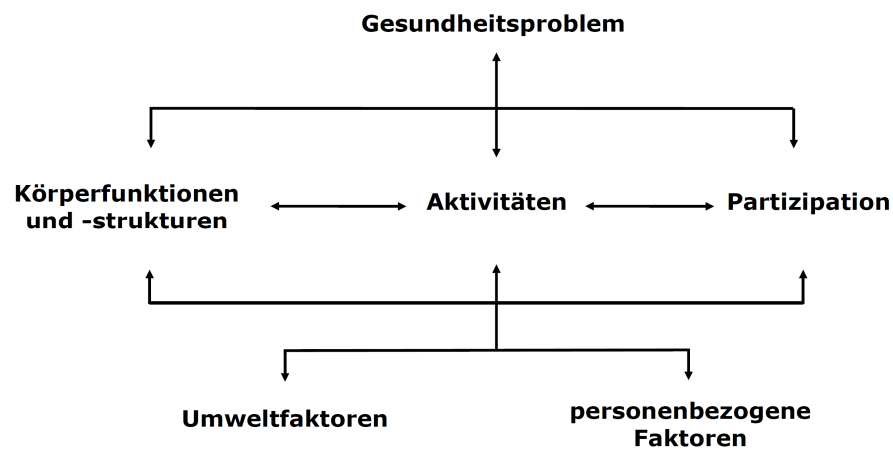 Gesundheitsproblem
Körperfunktionen
und -strukturen
Aktivitäten
Partizipation
Umweltfaktoren
personenbezogene
Faktoren